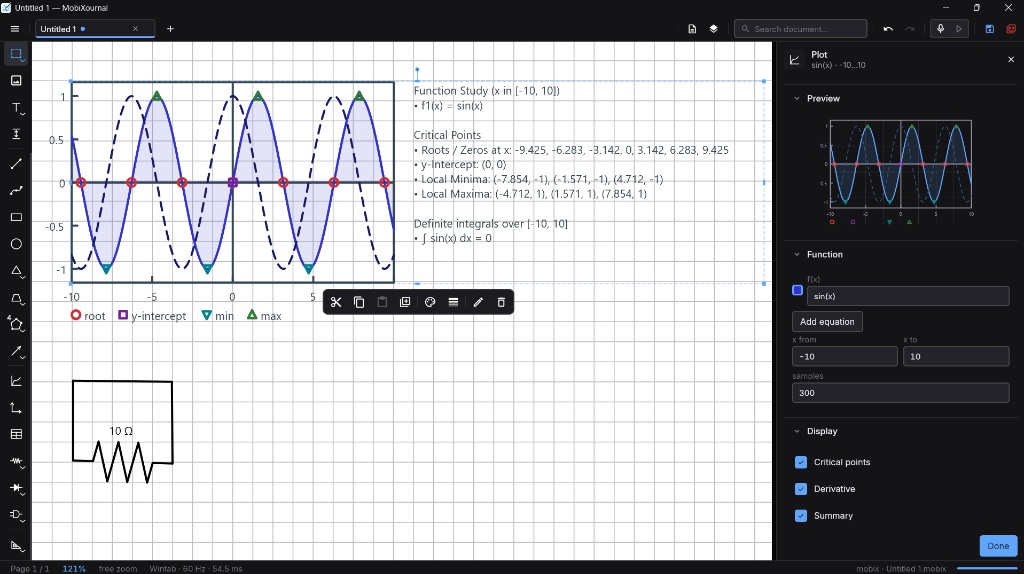 Untitled 1 — MobiXournal
Untitled 1
Search document...
Plot
sin(x) · -10…10
Preview
Function
f(x)
sin(x)
Add equation
x from
x to
-10
10
samples
300
Display
Critical points
Derivative
Summary
Done
1
0.5
0
-0.5
-1
-10
-5
0
5
root
y-intercept
min
max
Function Study (x in [-10, 10])
• f1(x) = sin(x)
Critical Points
• Roots / Zeros at x: -9.425, -6.283, -3.142, 0, 3.142, 6.283, 9.425
• y-Intercept: (0, 0)
• Local Minima: (-7.854, -1), (-1.571, -1), (4.712, -1)
• Local Maxima: (-4.712, 1), (1.571, 1), (7.854, 1)
Definite integrals over [-10, 10]
• ∫ sin(x) dx = 0
10 Ω
Page 1 / 1
121%
free zoom
Wintab · 60 Hz · 54.5 ms
mobix · Untitled 1.mobix